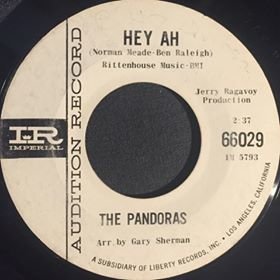 HEY AH
(Norman Meade-Ben Raleigh)
Rittenhouse Music-BMI
Jerry Ragavoy
Production
2:37
66029
IM 5793
IR
IMPERIAL
AUDITION RECORD
THE PANDORAS
Arr.by Gary Sherman
A SUBSIDIARY OF LIBERTY RECORDS, INC. • LOS ANGELES, CALIFORNIA